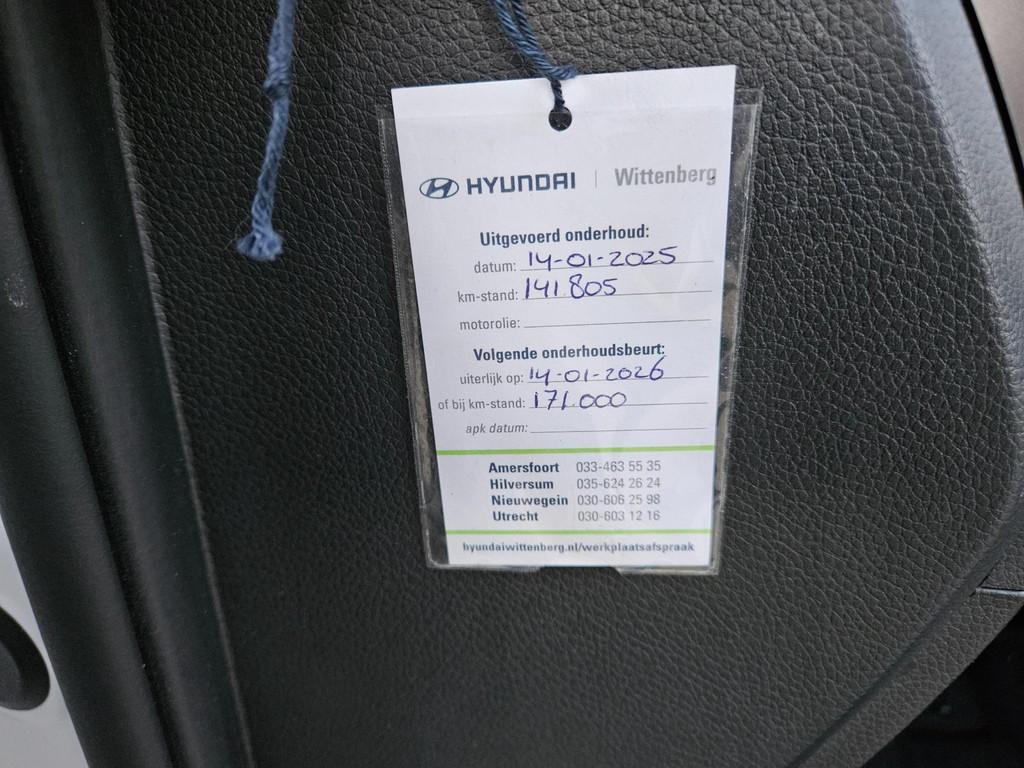 HYUNDAI | Wittenberg
Uitgevoerd onderhoud:
datum: 14-01-2025
km-stand: 141.805
motorolie:
Volgende onderhoudsbeurt:
uiterlijk op: 14-01-2026
of bij km-stand: 171.000
apk datum:
Amersfoort 033-463 55 35
Hilversum 035-624 26 24
Nieuwegein 030-606 25 98
Utrecht 030-603 12 16
hyundaiwittenberg.nl/werkplaatsafspraak